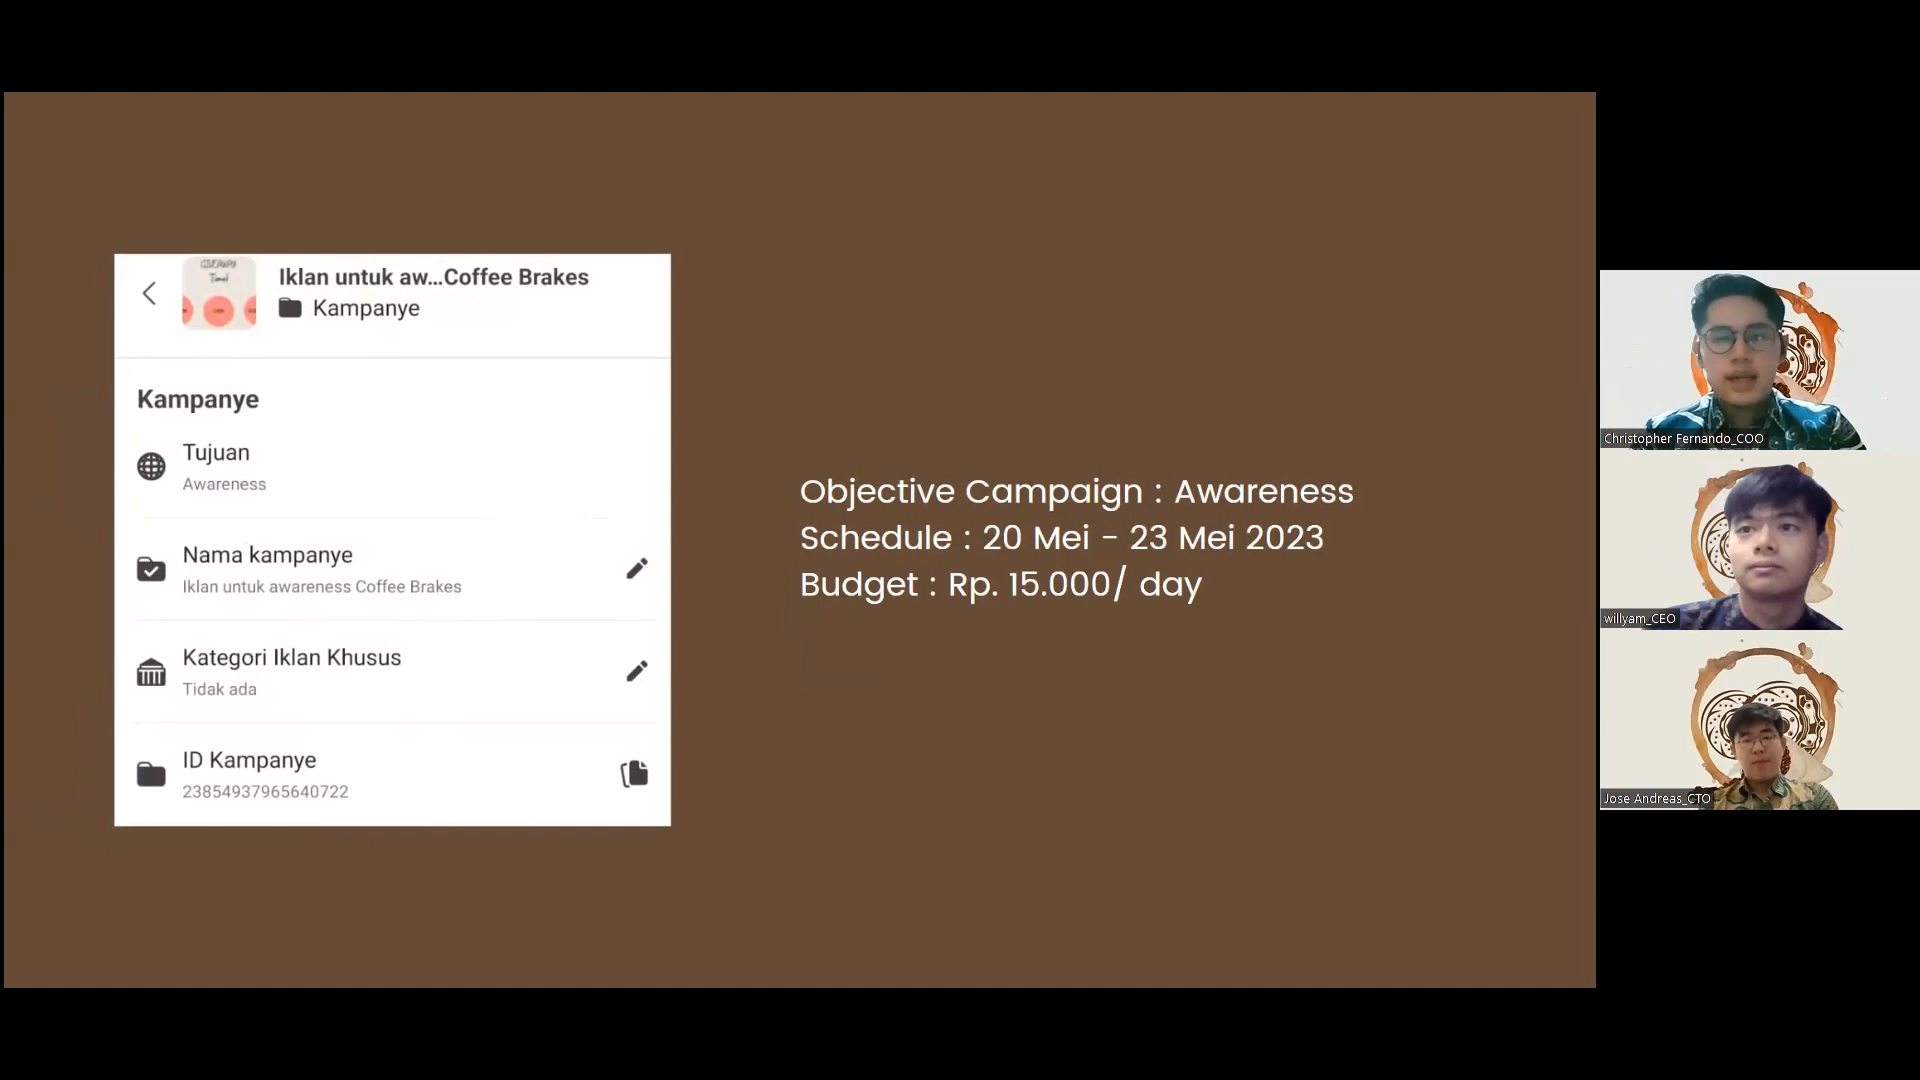 GIVEAWAY
Time!
Iklan untuk aw...Coffee Brakes
Kampanye
Kampanye
Tujuan
Awareness
Nama kampanye
Iklan untuk awareness Coffee Brakes
Kategori Iklan Khusus
Tidak ada
ID Kampanye
23854937965640722
Objective Campaign : Awareness
Schedule : 20 Mei - 23 Mei 2023
Budget : Rp. 15.000/ day
Christopher Fernando_COO
willyam_CEO
Jose Andreas_CTO